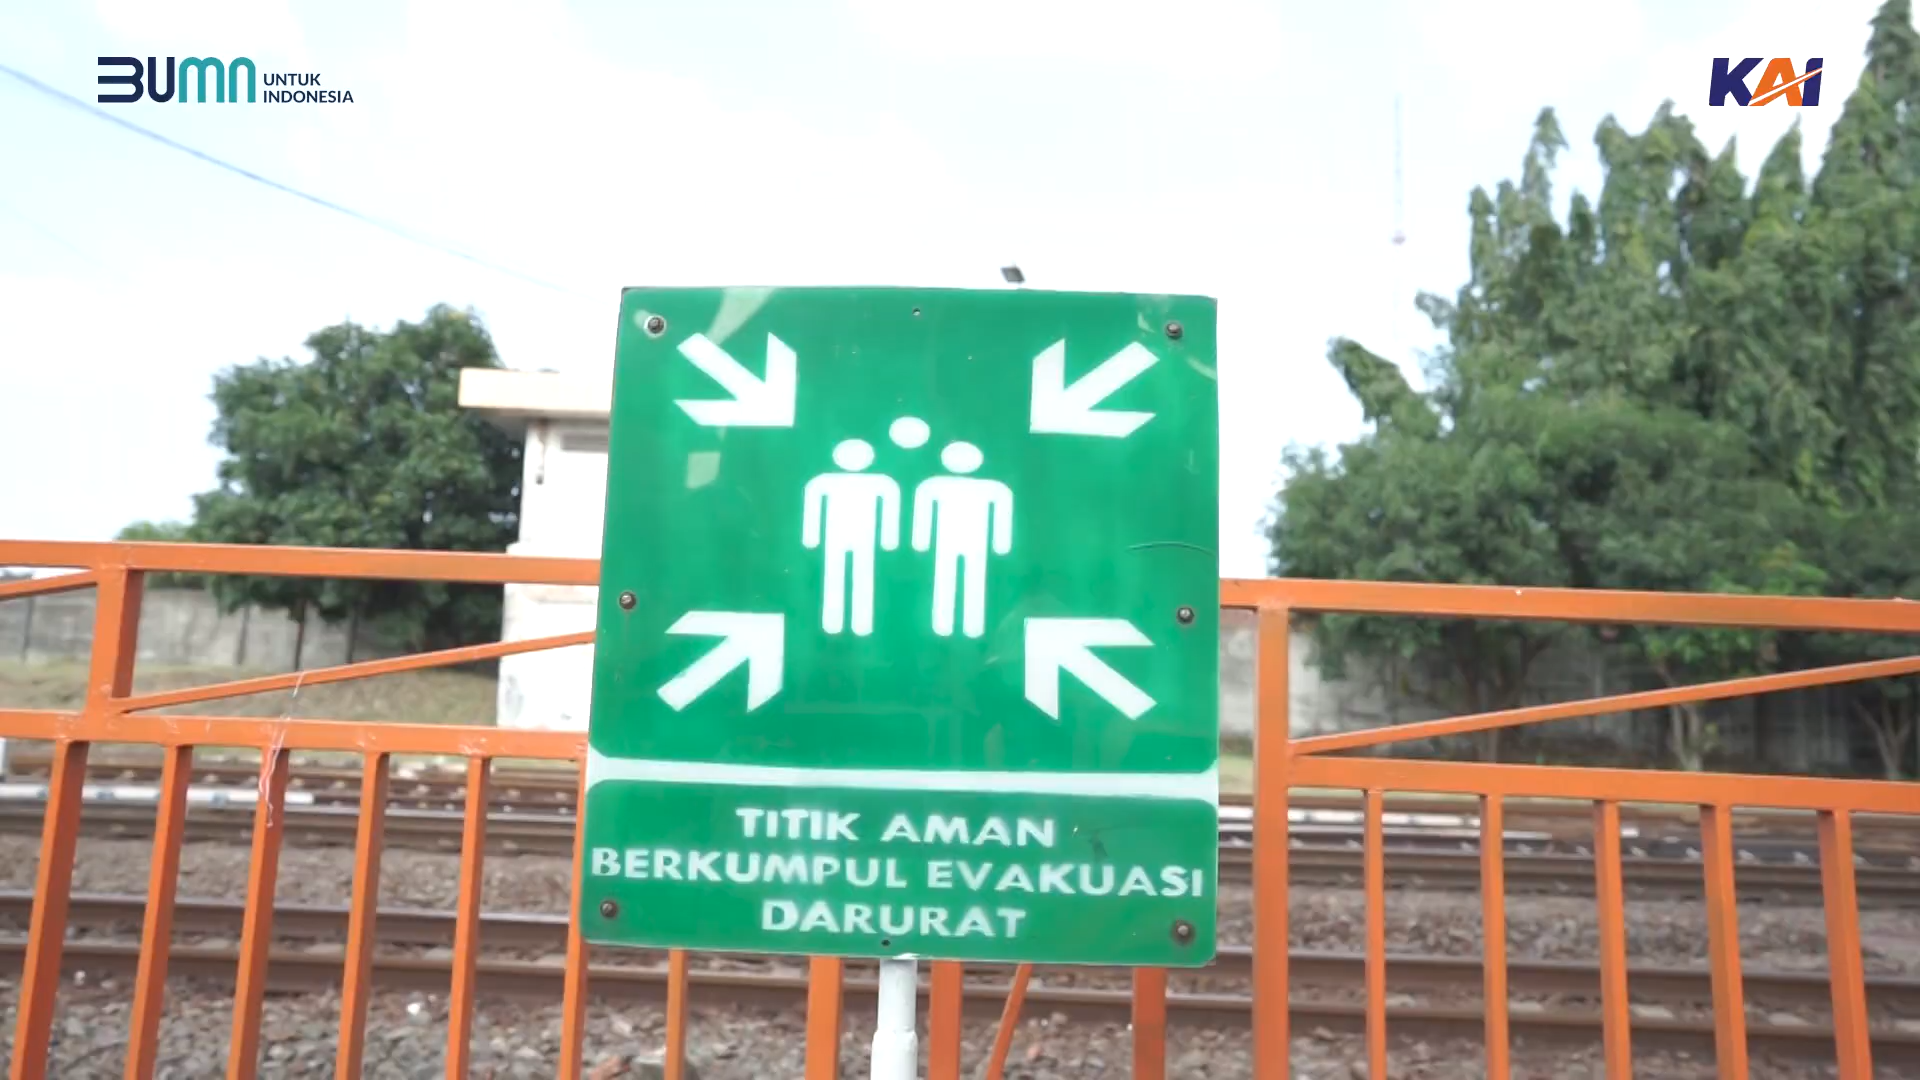 BUMN UNTUK
INDONESIA
KAI
TITIK AMAN
BERKUMPUL EVAKUASI
DARURAT